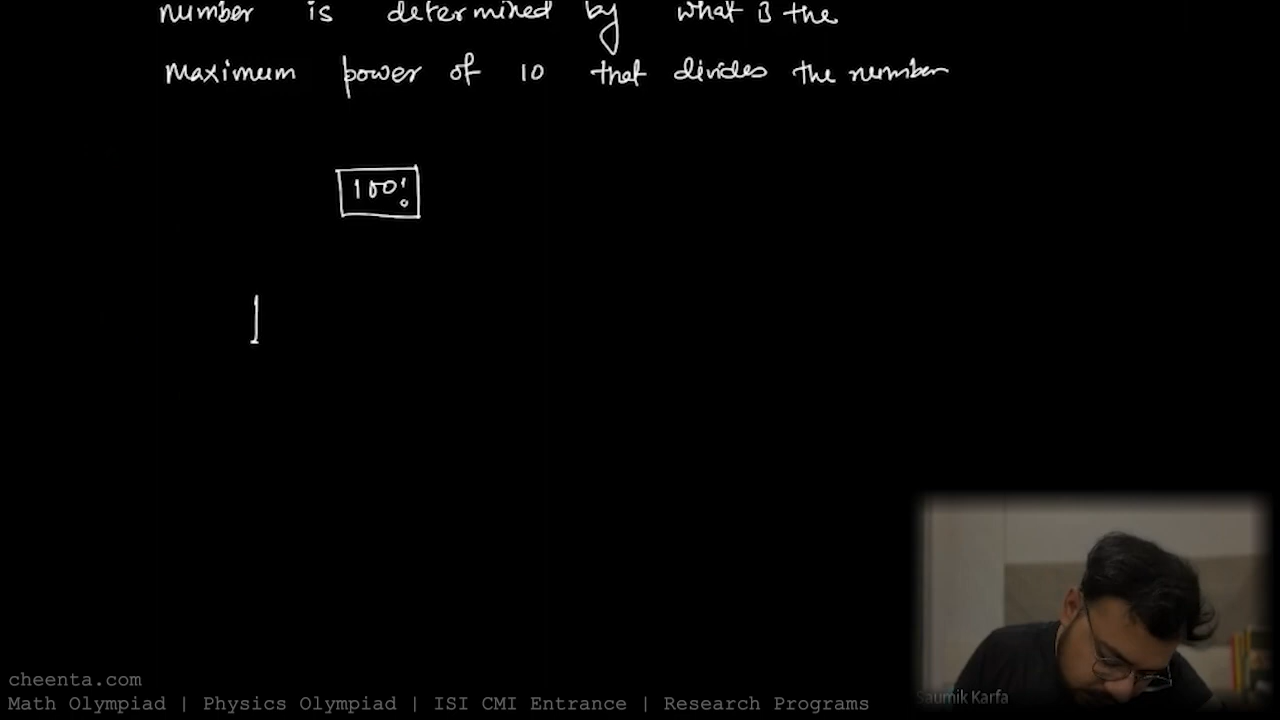 number is determined by what is the
maximum power of 10 that divides the number
100!
1
cheenta.com
Math Olympiad | Physics Olympiad | ISI CMI Entrance | Research Programs
Saumik Karfa